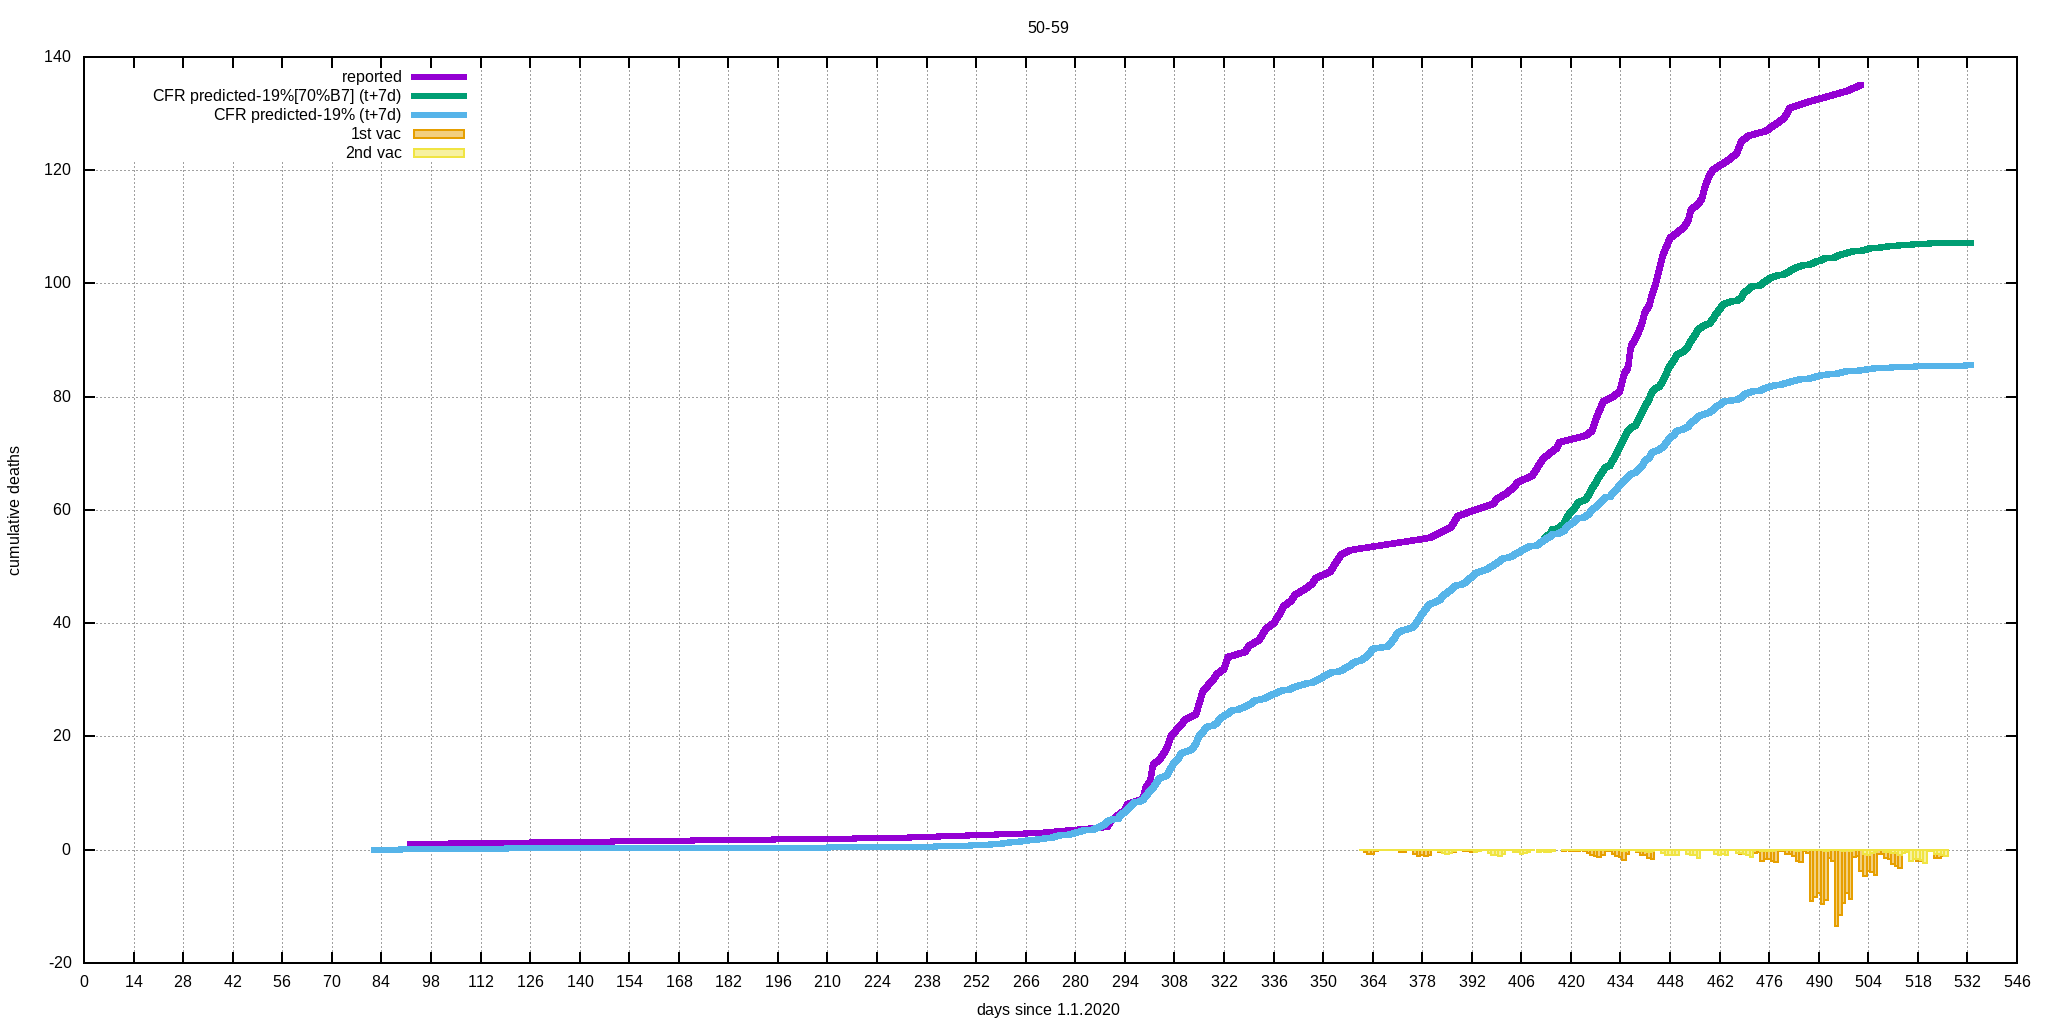 50-59
140
120
100
80
60
40
20
0
-20
reported
CFR predicted-19%[70%B7] (t+7d)
CFR predicted-19% (t+7d)
1st vac
2nd vac
cumulative deaths
0 14 28 42 56 70 84 98 112 126 140 154 168 182 196 210 224 238 252 266 280 294 308 322 336 350 364 378 392 406 420 434 448 462 476 490 504 518 532 546
days since 1.1.2020